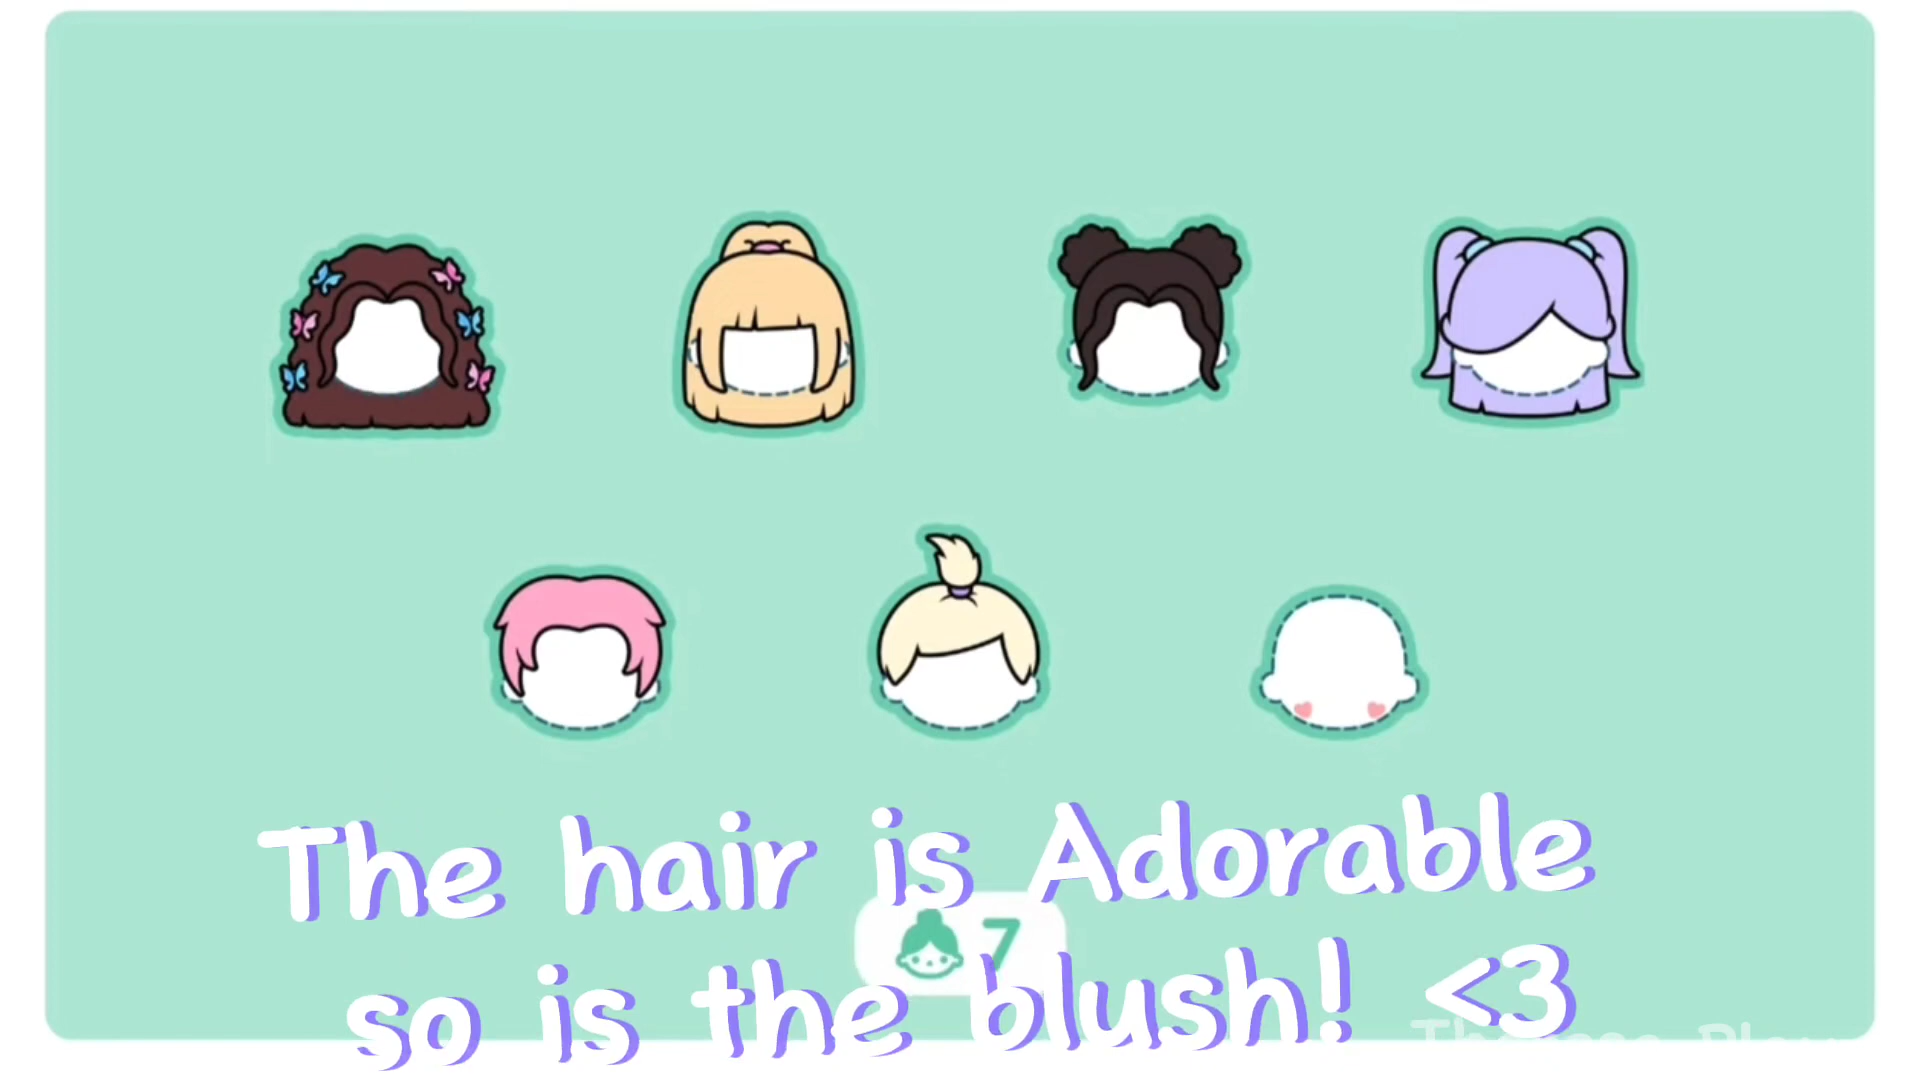 The hair is Adorable
7
so is the blush! <3